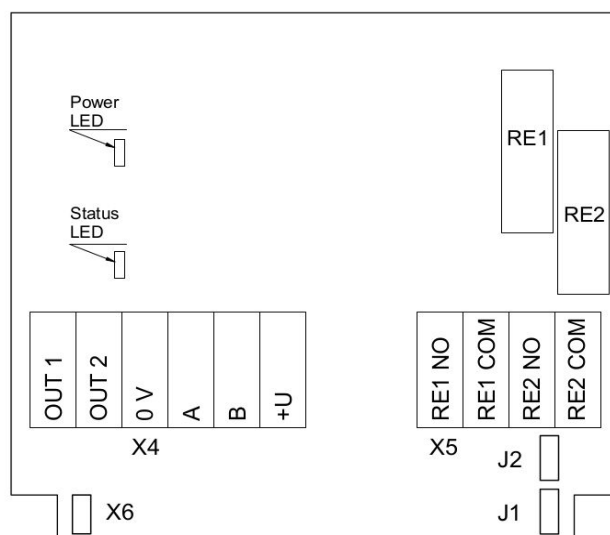 Power
LED
RE1
RE2
Status
LED
OUT 1
OUT 2
0 V
A
B
+U
RE1 NO
RE1 COM
RE2 NO
RE2 COM
X4
X5
J2
X6
J1